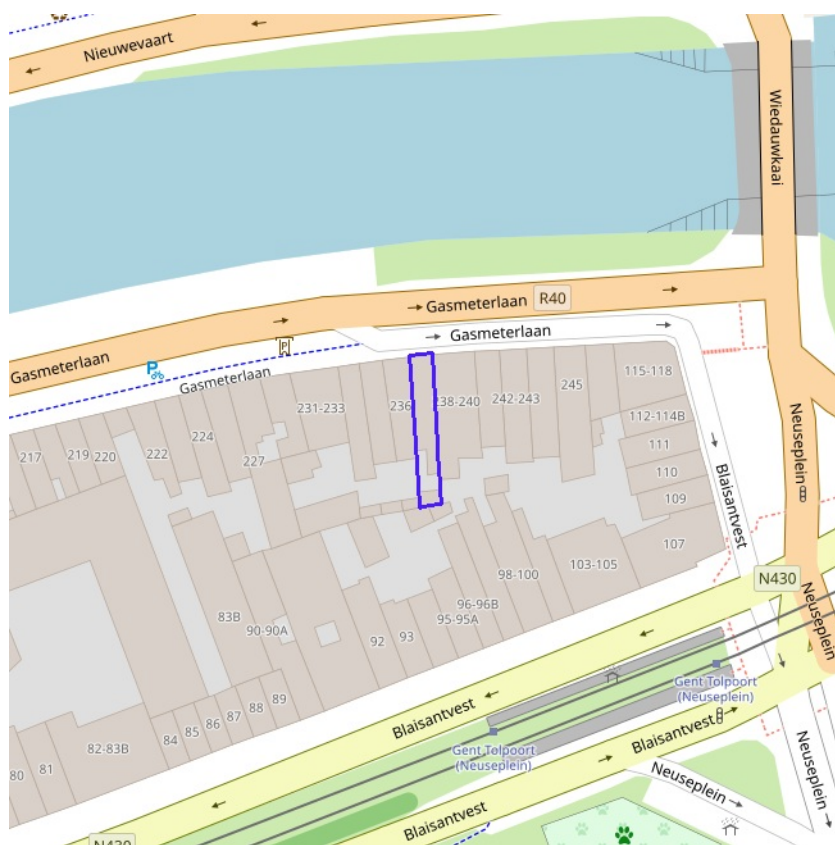 Nieuwevaart
Wiedauwkaai
Gasmeterlaan
R40
Gasmeterlaan
P
Gasmeterlaan
P
Gasmeterlaan
115-118
245
231-233
236
238-240
242-243
112-114B
224
111
217
219
220
222
227
110
109
Blaisantvest
Neuseplein
107
103-105
98-100
N430
96-96B
95-95A
83B
90-90A
92
93
Neuseplein
Gent Tolpoort
(Neuseplein)
89
88
87
86
85
84
82-83B
81
80
Blaisantvest
Gent Tolpoort
(Neuseplein)
Blaisantvest
Neuseplein
Neuseplein
Blaisantvest
N430